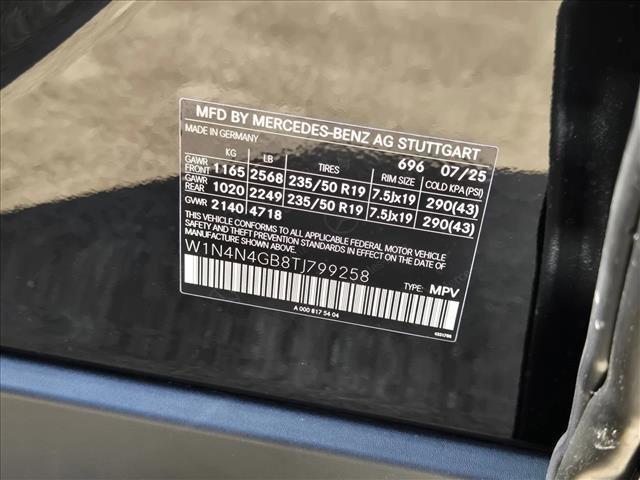 MFD BY MERCEDES-BENZ AG STUTTGART
MADE IN GERMANY 696 07/25
KG LB TIRES RIM SIZE COLD KPA(PSI)
GAWR FRONT 1165 2568 235/50 R19 7.5Jx19 290(43)
GAWR REAR 1020 2249 235/50 R19 7.5Jx19 290(43)
GVWR 2140 4718
THIS VEHICLE CONFORMS TO ALL APPLICABLE FEDERAL MOTOR VEHICLE
SAFETY AND THEFT PREVENTION STANDARDS IN EFFECT ON THE DATE
OF MANUFACTURE SHOWN ABOVE.
W1N4N4GB8TJ799258
TYPE: MPV
A 000 817 54 04